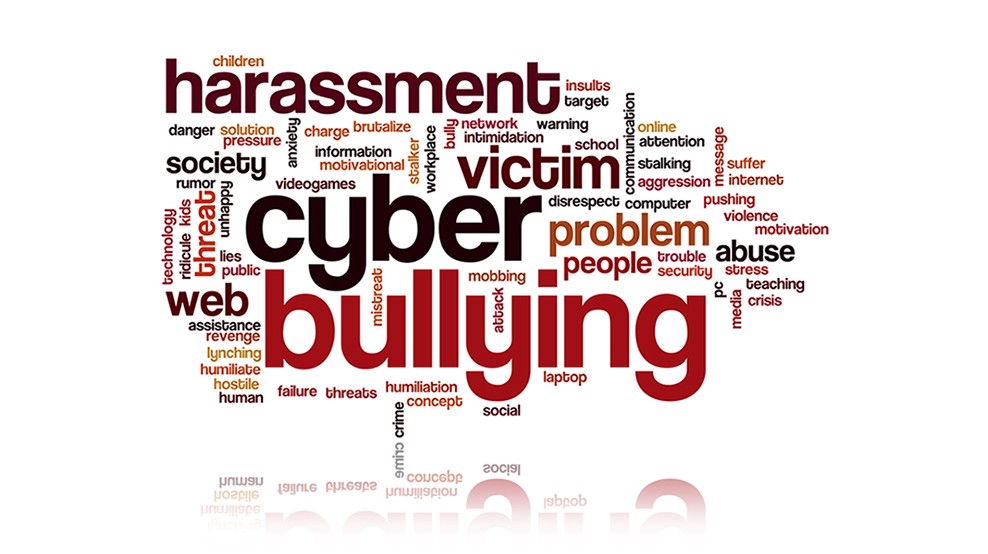 children
harassment
insults
target
danger
solution
pressure
anxiety
charge
brutalize
stalker
workplace
bully
network
intimidation
warning
school
communication
online
attention
message
society
information
motivational
victim
stalking
suffer
aggression
internet
rumor
unhappy
videogames
cyber
disrespect
computer
pushing
violence
motivation
technology
ridicule
kids
threat
lies
public
problem
people
trouble
security
abuse
stress
pc
teaching
media
crisis
web
mistreat
mobbing
attack
bullying
assistance
revenge
lynching
humiliate
hostile
human
failure
threats
humiliation
concept
crime
laptop
social